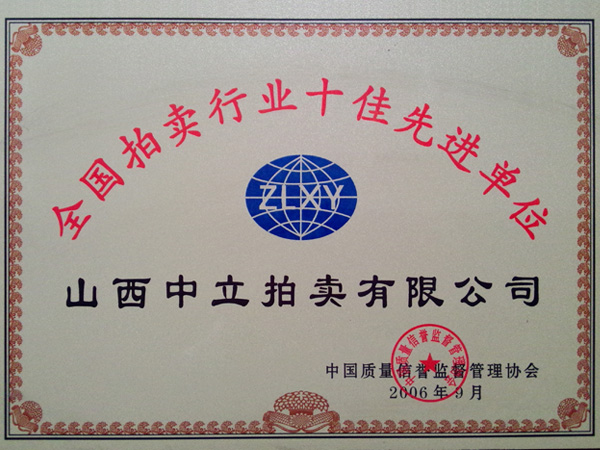 全国拍卖行业十佳先进单位
ZLXY
山西中立拍卖有限公司
中国质量信誉监督管理协会
2006年9月